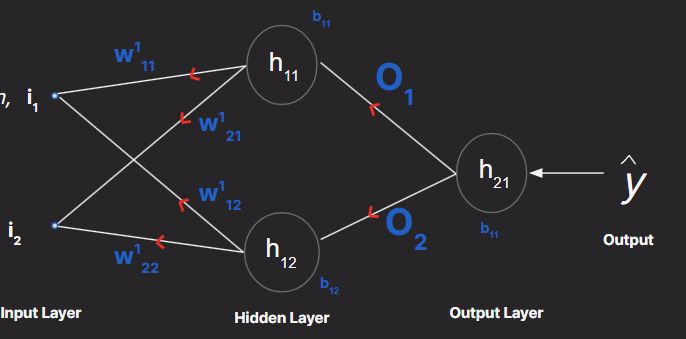 b11
w¹11
h11
O1
i1
w¹21
h21
ŷ
w¹12
i2
O2
b11
Output
w¹22
h12
b12
Input Layer
Hidden Layer
Output Layer